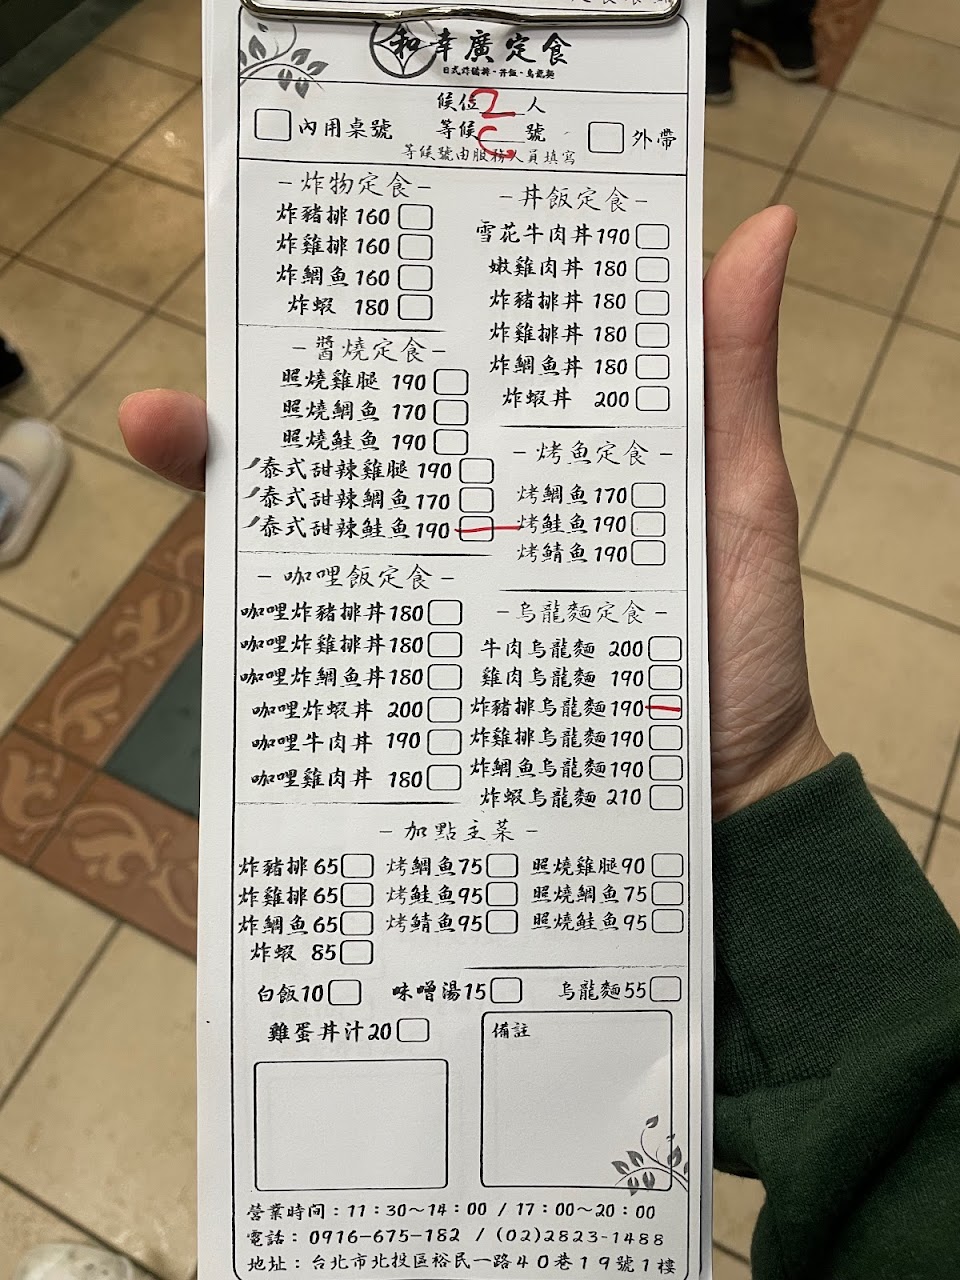 和幸廣定食
日式炸豬排·丼飯·烏龍麵
候位2人
內用桌號
等候C號
外帶
等候號由服務人員填寫
-炸物定食-
炸豬排 160
炸雞排 160
炸鯛魚 160
炸蝦 180
-醬燒定食-
照燒雞腿 190
照燒鯛魚 170
照燒鮭魚 190
泰式甜辣雞腿 190
泰式甜辣鯛魚 170
泰式甜辣鮭魚 190
-咖哩飯定食-
咖哩炸豬排丼 180
咖哩炸雞排丼 180
咖哩炸鯛魚丼 180
咖哩炸蝦丼 200
咖哩牛肉丼 190
咖哩雞肉丼 180
-丼飯定食-
雪花牛肉丼 190
嫩雞肉丼 180
炸豬排丼 180
炸雞排丼 180
炸鯛魚丼 180
炸蝦丼 200
-烤魚定食-
烤鯛魚 170
烤鮭魚 190
烤鯖魚 190
-烏龍麵定食-
牛肉烏龍麵 200
雞肉烏龍麵 190
炸豬排烏龍麵 190
炸雞排烏龍麵 190
炸鯛魚烏龍麵 190
炸蝦烏龍麵 210
-加點主菜-
炸豬排 65 烤鯛魚 75 照燒雞腿 90
炸雞排 65 烤鮭魚 95 照燒鯛魚 75
炸鯛魚 65 烤鯖魚 95 照燒鮭魚 95
炸蝦 85
白飯 10 味噌湯 15 烏龍麵 55
雞蛋丼汁 20
備註
營業時間：11：30～14：00 / 17：00～20：00
電話：0916-675-182 / (02)2823-1488
地址：台北市北投區裕民一路40巷19號1樓